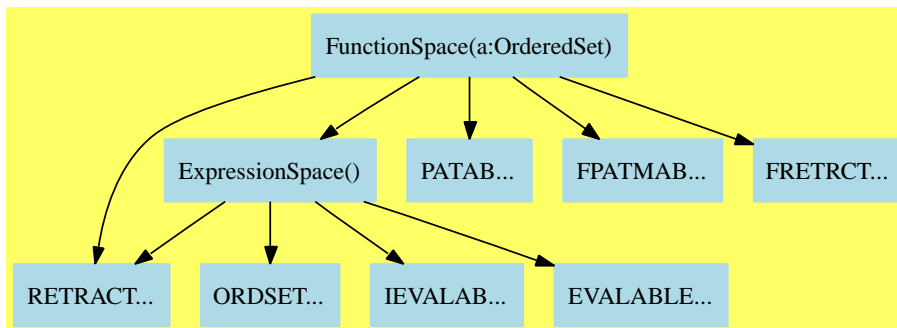 FunctionSpace(a:OrderedSet)
ExpressionSpace()
PATAB...
FPATMAB...
FRETRCT...
RETRACT...
ORDSET...
IEVALAB...
EVALABLE...